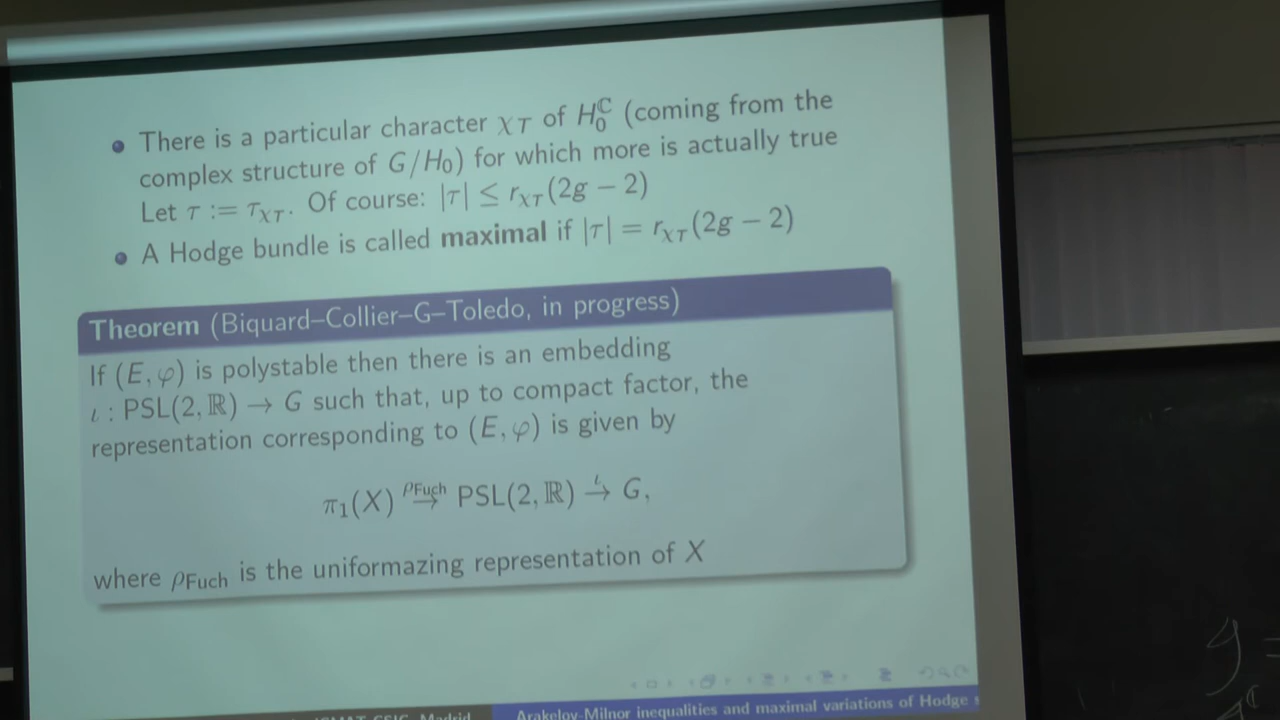 • There is a particular character χ_T of H_0^ℂ (coming from the
complex structure of G/H_0) for which more is actually true
Let τ := τ_{χ_T}. Of course: |τ| ≤ r_{χ_T}(2g − 2)
• A Hodge bundle is called maximal if |τ| = r_{χ_T}(2g − 2)
Theorem (Biquard–Collier–G–Toledo, in progress)
If (E, φ) is polystable then there is an embedding
ι : PSL(2, ℝ) → G such that, up to compact factor, the
representation corresponding to (E, φ) is given by
π_1(X) →^{ρ_Fuch} PSL(2, ℝ) →^ι G,
where ρ_Fuch is the uniformazing representation of X
Madrid
Arakelov-Milnor inequalities and maximal variations of Hodge